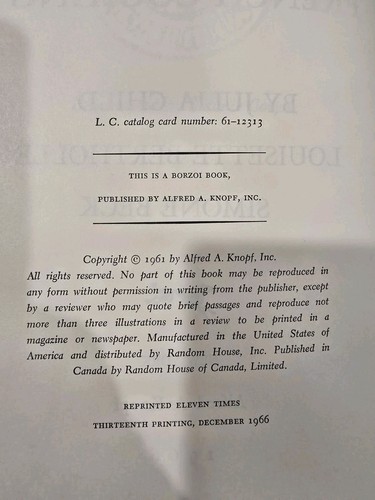 L. C. catalog card number: 61–12313
THIS IS A BORZOI BOOK,
PUBLISHED BY ALFRED A. KNOPF, INC.
Copyright © 1961 by Alfred A. Knopf, Inc.
All rights reserved. No part of this book may be reproduced in
any form without permission in writing from the publisher, except
by a reviewer who may quote brief passages and reproduce not
more than three illustrations in a review to be printed in a
magazine or newspaper. Manufactured in the United States of
America and distributed by Random House, Inc. Published in
Canada by Random House of Canada, Limited.
REPRINTED ELEVEN TIMES
THIRTEENTH PRINTING, DECEMBER 1966